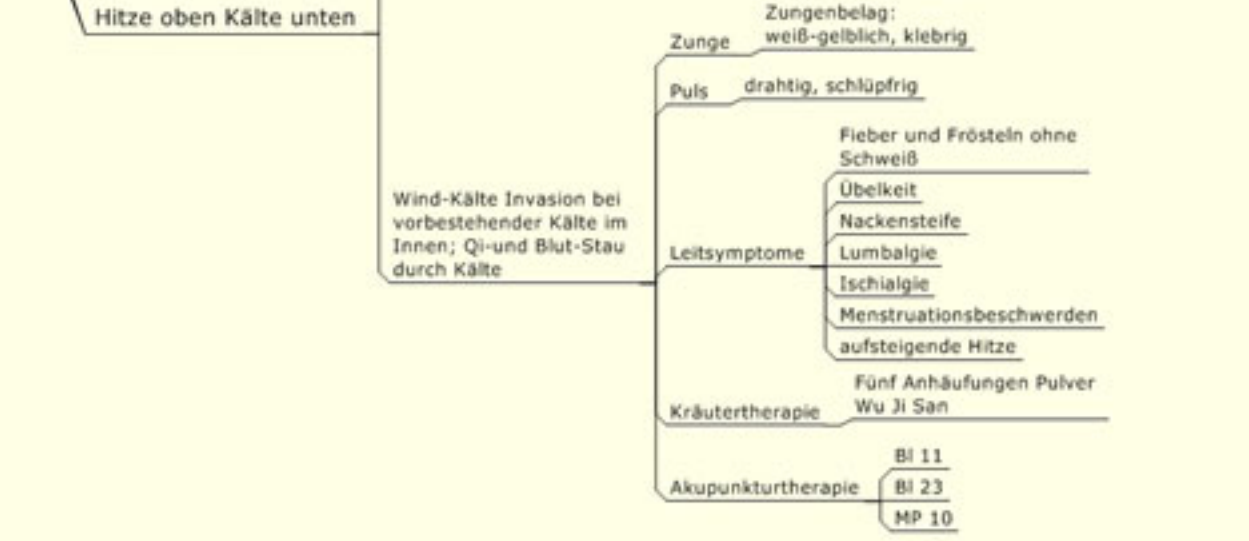 Hitze oben Kälte unten
Wind-Kälte Invasion bei
vorbestehender Kälte im
Innen; Qi-und Blut-Stau
durch Kälte
Zunge
Zungenbelag:
weiß-gelblich, klebrig
Puls
drahtig, schlüpfrig
Leitsymptome
Fieber und Frösteln ohne
Schweiß
Übelkeit
Nackensteife
Lumbalgie
Ischialgie
Menstruationsbeschwerden
aufsteigende Hitze
Kräutertherapie
Fünf Anhäufungen Pulver
Wu Ji San
Akupunkturtherapie
Bl 11
Bl 23
MP 10